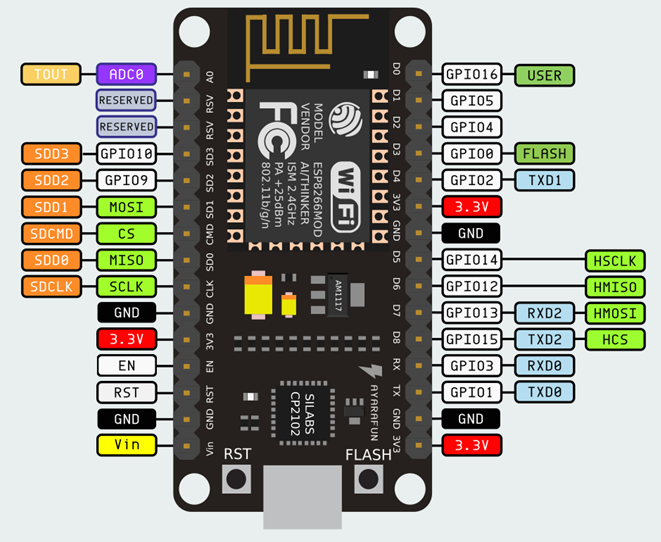 TOUT ADC0 A0
RESERVED RSV
RESERVED RSV
SDD3 GPIO10 SD3
SDD2 GPIO9 SD2
SDD1 MOSI SD1
SDCMD CS CMD
SDD0 MISO SD0
SDCLK SCLK CLK
GND GND
3.3V 3V3
EN EN
RST RST
GND GND
Vin Vin
D0 GPIO16 USER
D1 GPIO5
D2 GPIO4
D3 GPIO0 FLASH
D4 GPIO2 TXD1
3V3 3.3V
GND GND
D5 GPIO14 HSCLK
D6 GPIO12 HMISO
D7 GPIO13 RXD2 HMOSI
D8 GPIO15 TXD2 HCS
RX GPIO3 RXD0
TX GPIO1 TXD0
GND GND
3V3 3.3V
MODEL ESP8266MOD
VENDOR AI/THINKER
ISM 2.4GHz
PA +25dBm
802.11b/g/n
FC
Wi Fi
AM1117
SILABS
CP2102
AYARAFUN
RST
FLASH